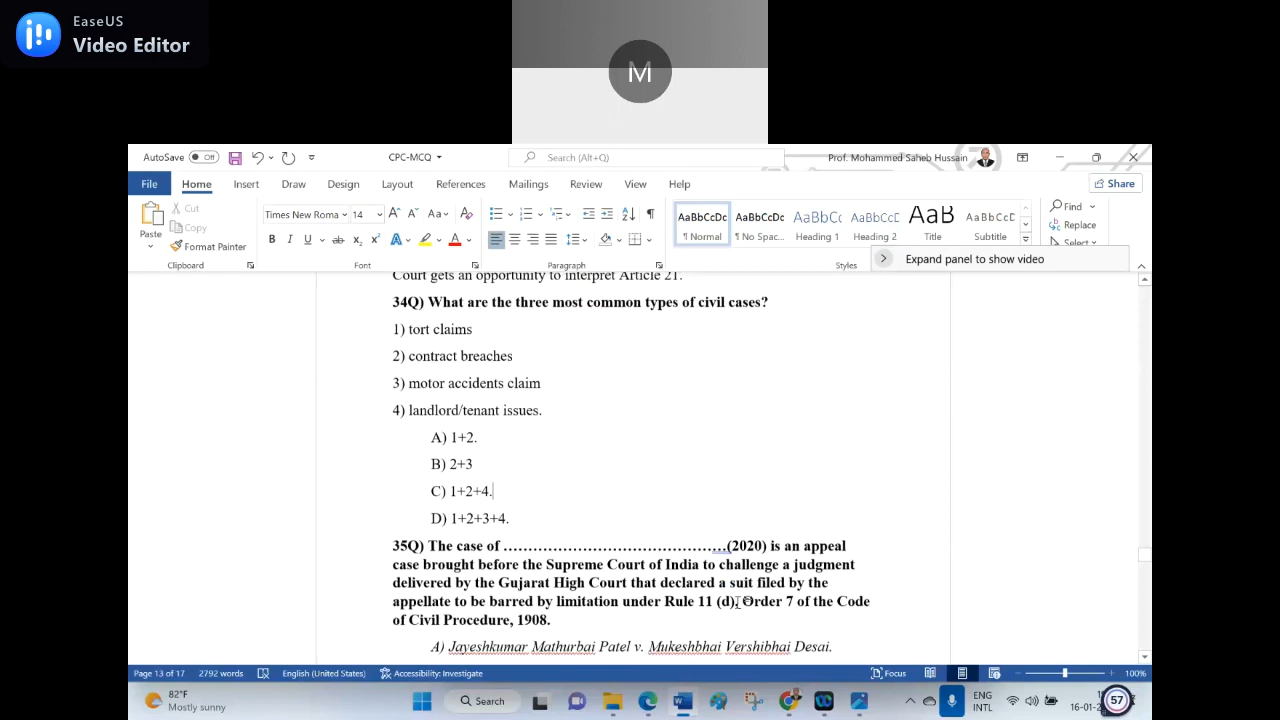 EaseUS
Video Editor
M
AutoSave Off
CPC-MCQ
Search (Alt+Q)
Prof. Mohammed Saheb Hussain
File Home Insert Draw Design Layout References Mailings Review View Help
Share
Paste
Cut
Copy
Format Painter
Clipboard
Times New Roma 14
Font
Paragraph
AaBbCcDc AaBbCcDc AaBbCc AaBbCcD AaB AaBbCcD
¶ Normal ¶ No Spac... Heading 1 Heading 2 Title Subtitle
Styles
Find
Replace
Select
Expand panel to show video
Court gets an opportunity to interpret Article 21.
34Q) What are the three most common types of civil cases?
1) tort claims
2) contract breaches
3) motor accidents claim
4) landlord/tenant issues.
A) 1+2.
B) 2+3
C) 1+2+4.
D) 1+2+3+4.
35Q) The case of ……………………………………….(2020) is an appeal
case brought before the Supreme Court of India to challenge a judgment
delivered by the Gujarat High Court that declared a suit filed by the
appellate to be barred by limitation under Rule 11 (d), Order 7 of the Code
of Civil Procedure, 1908.
A) Jayeshkumar Mathurbai Patel v. Mukeshbhai Vershibhai Desai.
Page 13 of 17 2792 words English (United States) Accessibility: Investigate
Focus
100%
82°F
Mostly sunny
Search
ENG
INTL
57